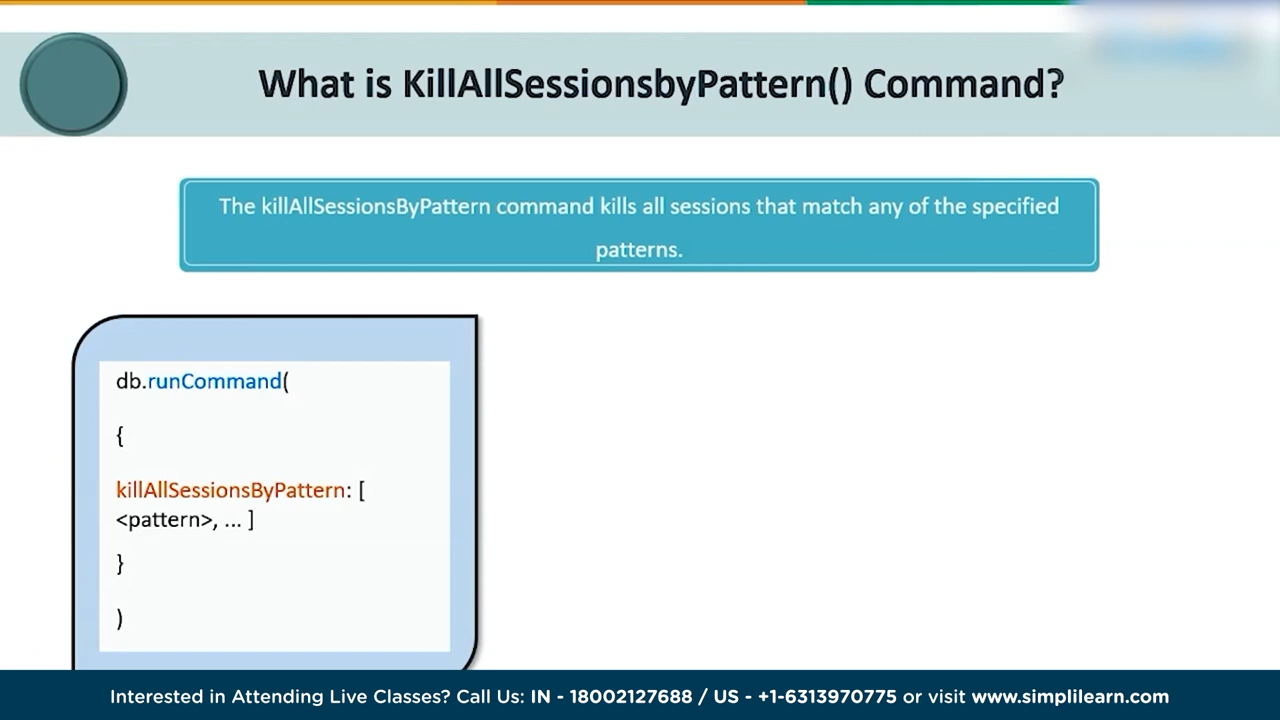 What is KillAllSessionsbyPattern() Command?
The killAllSessionsByPattern command kills all sessions that match any of the specified
patterns.
db.runCommand(
{
killAllSessionsByPattern: [
<pattern>, ... ]
}
)
Interested in Attending Live Classes? Call Us: IN - 18002127688 / US - +1-6313970775 or visit www.simplilearn.com